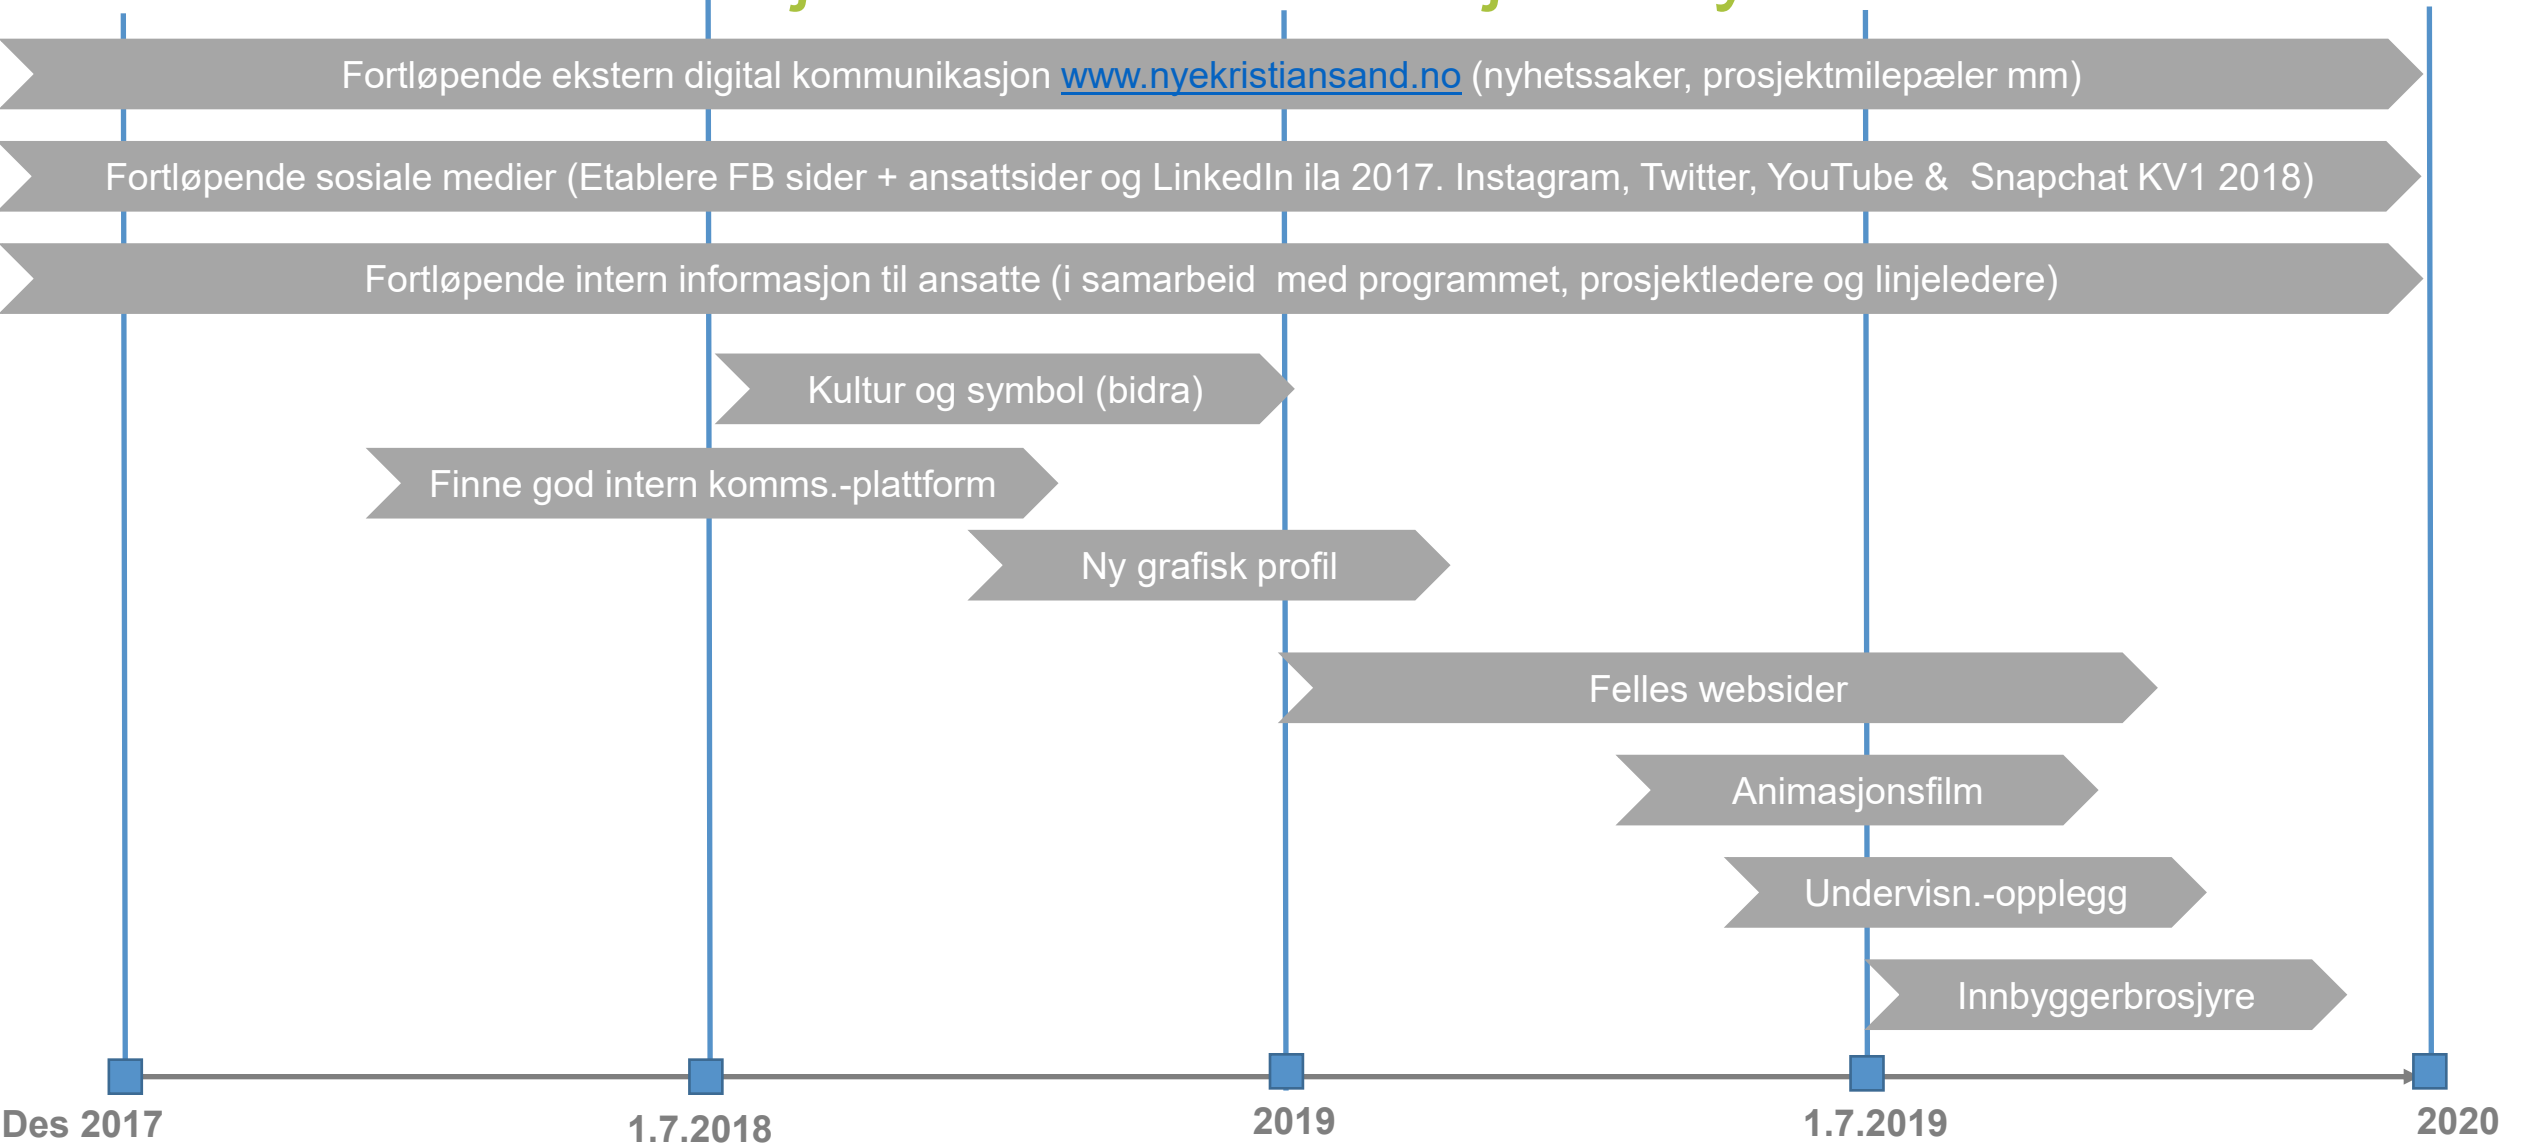 Fortløpende ekstern digital kommunikasjon www.nyekristiansand.no (nyhetssaker, prosjektmilepæler mm)
Fortløpende sosiale medier (Etablere FB sider + ansattsider og LinkedIn ila 2017. Instagram, Twitter, YouTube &  Snapchat KV1 2018)
Fortløpende intern informasjon til ansatte (i samarbeid  med programmet, prosjektledere og linjeledere)
Kultur og symbol (bidra)
Finne god intern komms.-plattform
Ny grafisk profil
Felles websider
Animasjonsfilm
Undervisn.-opplegg
Innbyggerbrosjyre
Des 2017
1.7.2018
2019
1.7.2019
2020